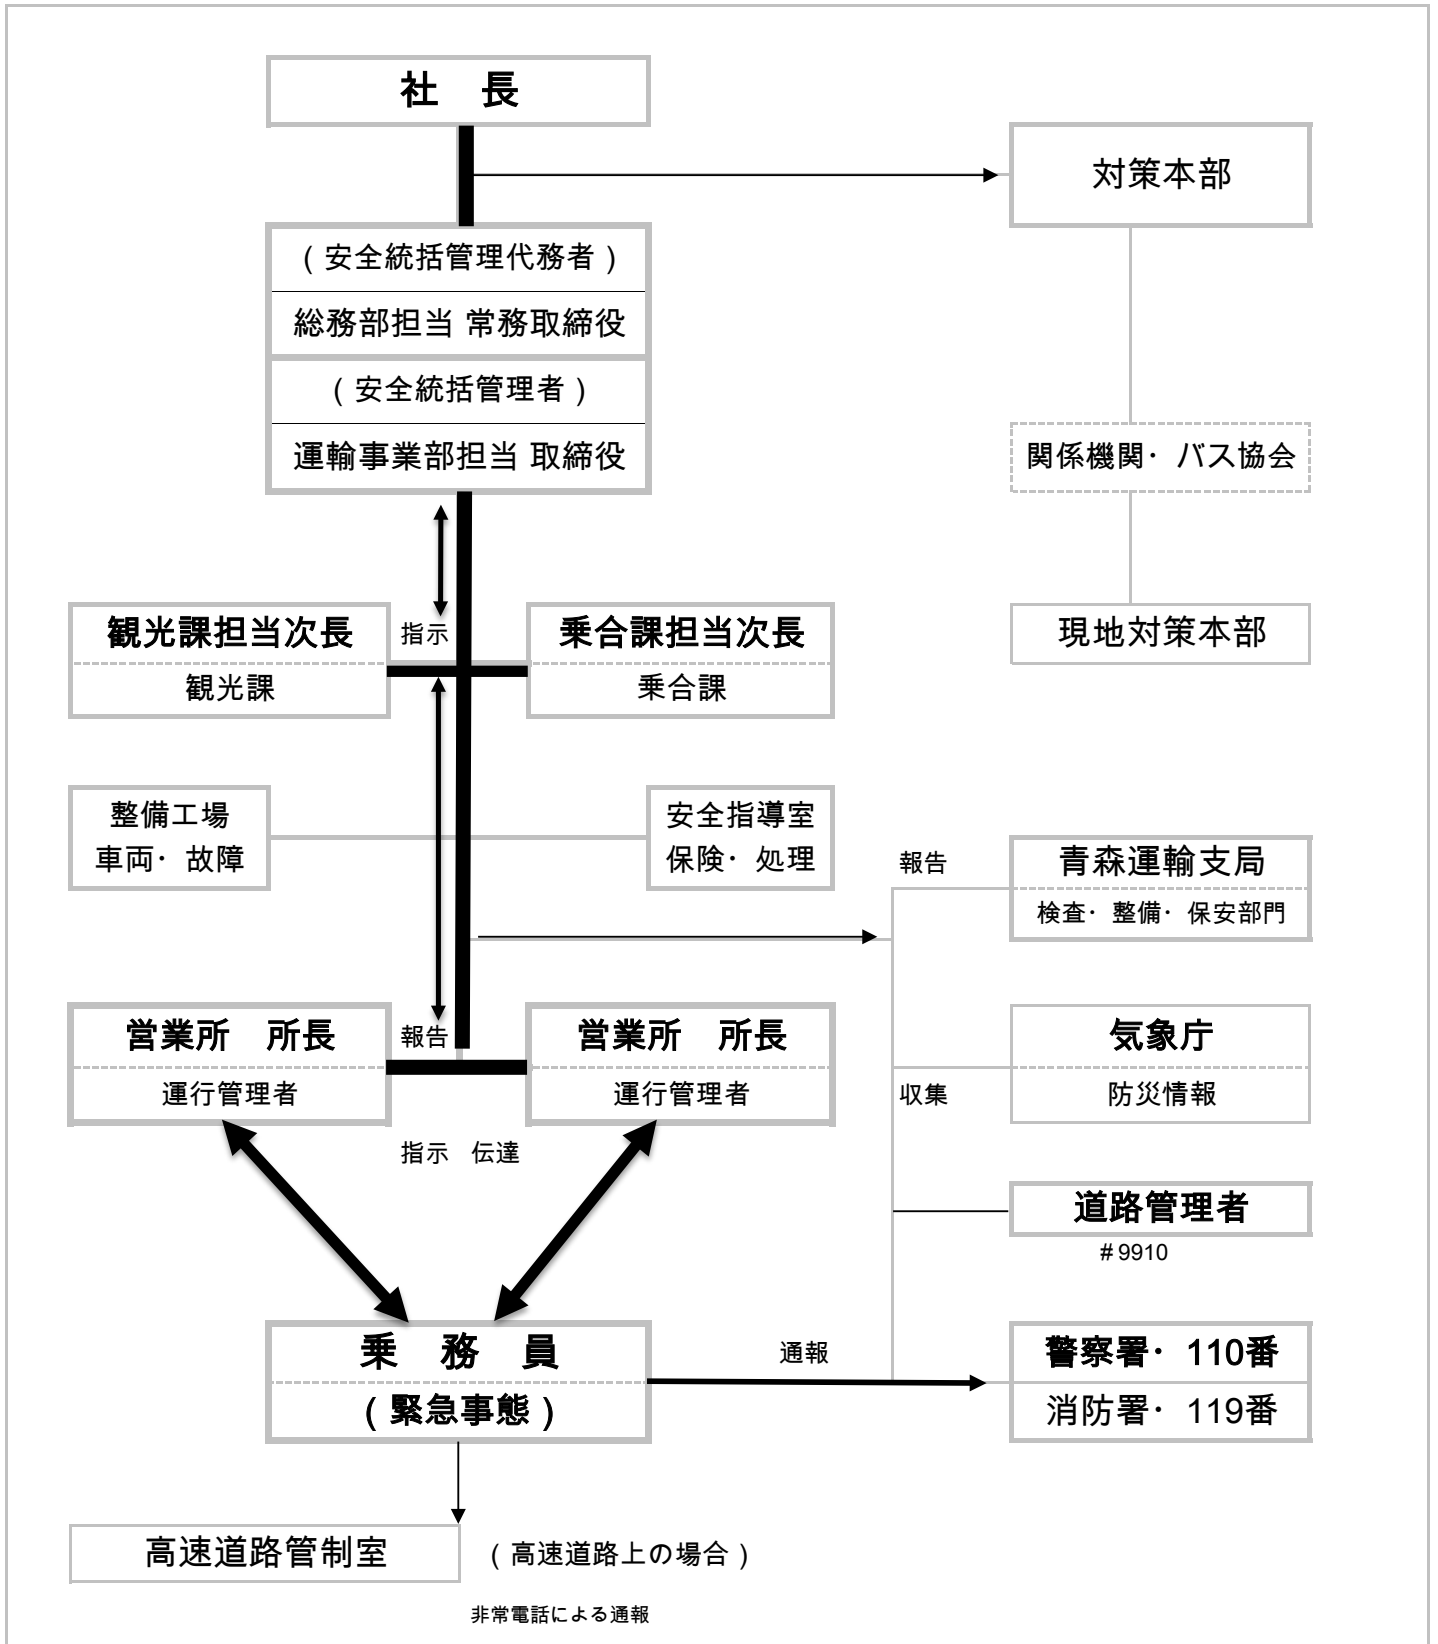 社　長
対策本部
（安全統括管理代務者）
総務部担当 常務取締役
（安全統括管理者）
運輸事業部担当 取締役
関係機関・バス協会
観光課担当次長
観光課
指示
乗合課担当次長
乗合課
現地対策本部
整備工場
車両・故障
安全指導室
保険・処理
報告
青森運輸支局
検査・整備・保安部門
営業所　所長
運行管理者
報告
営業所　所長
運行管理者
気象庁
防災情報
収集
指示　伝達
道路管理者
＃9910
乗　務　員
（緊急事態）
通報
警察署・110番
消防署・119番
高速道路管制室
（高速道路上の場合）
非常電話による通報